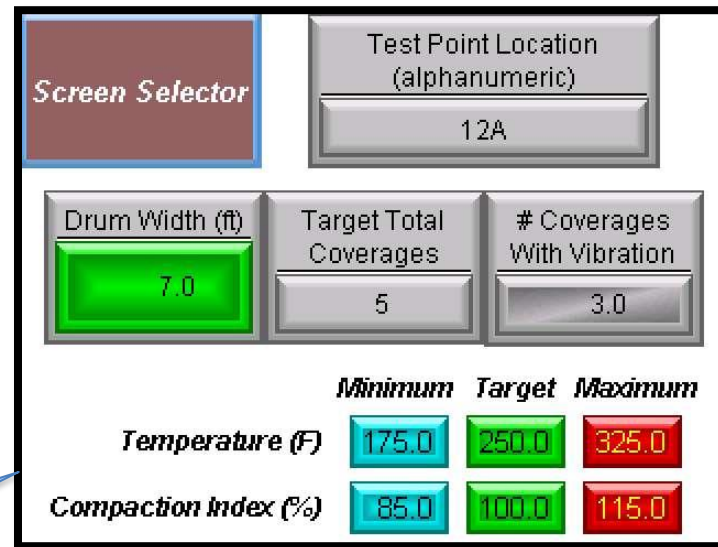 Screen Selector
Test Point Location
(alphanumeric)
12A
Drum Width (ft)
7.0
Target Total
Coverages
5
# Coverages
With Vibration
3.0
Minimum Target Maximum
Temperature (F) 175.0 250.0 325.0
Compaction Index (%) 85.0 100.0 115.0